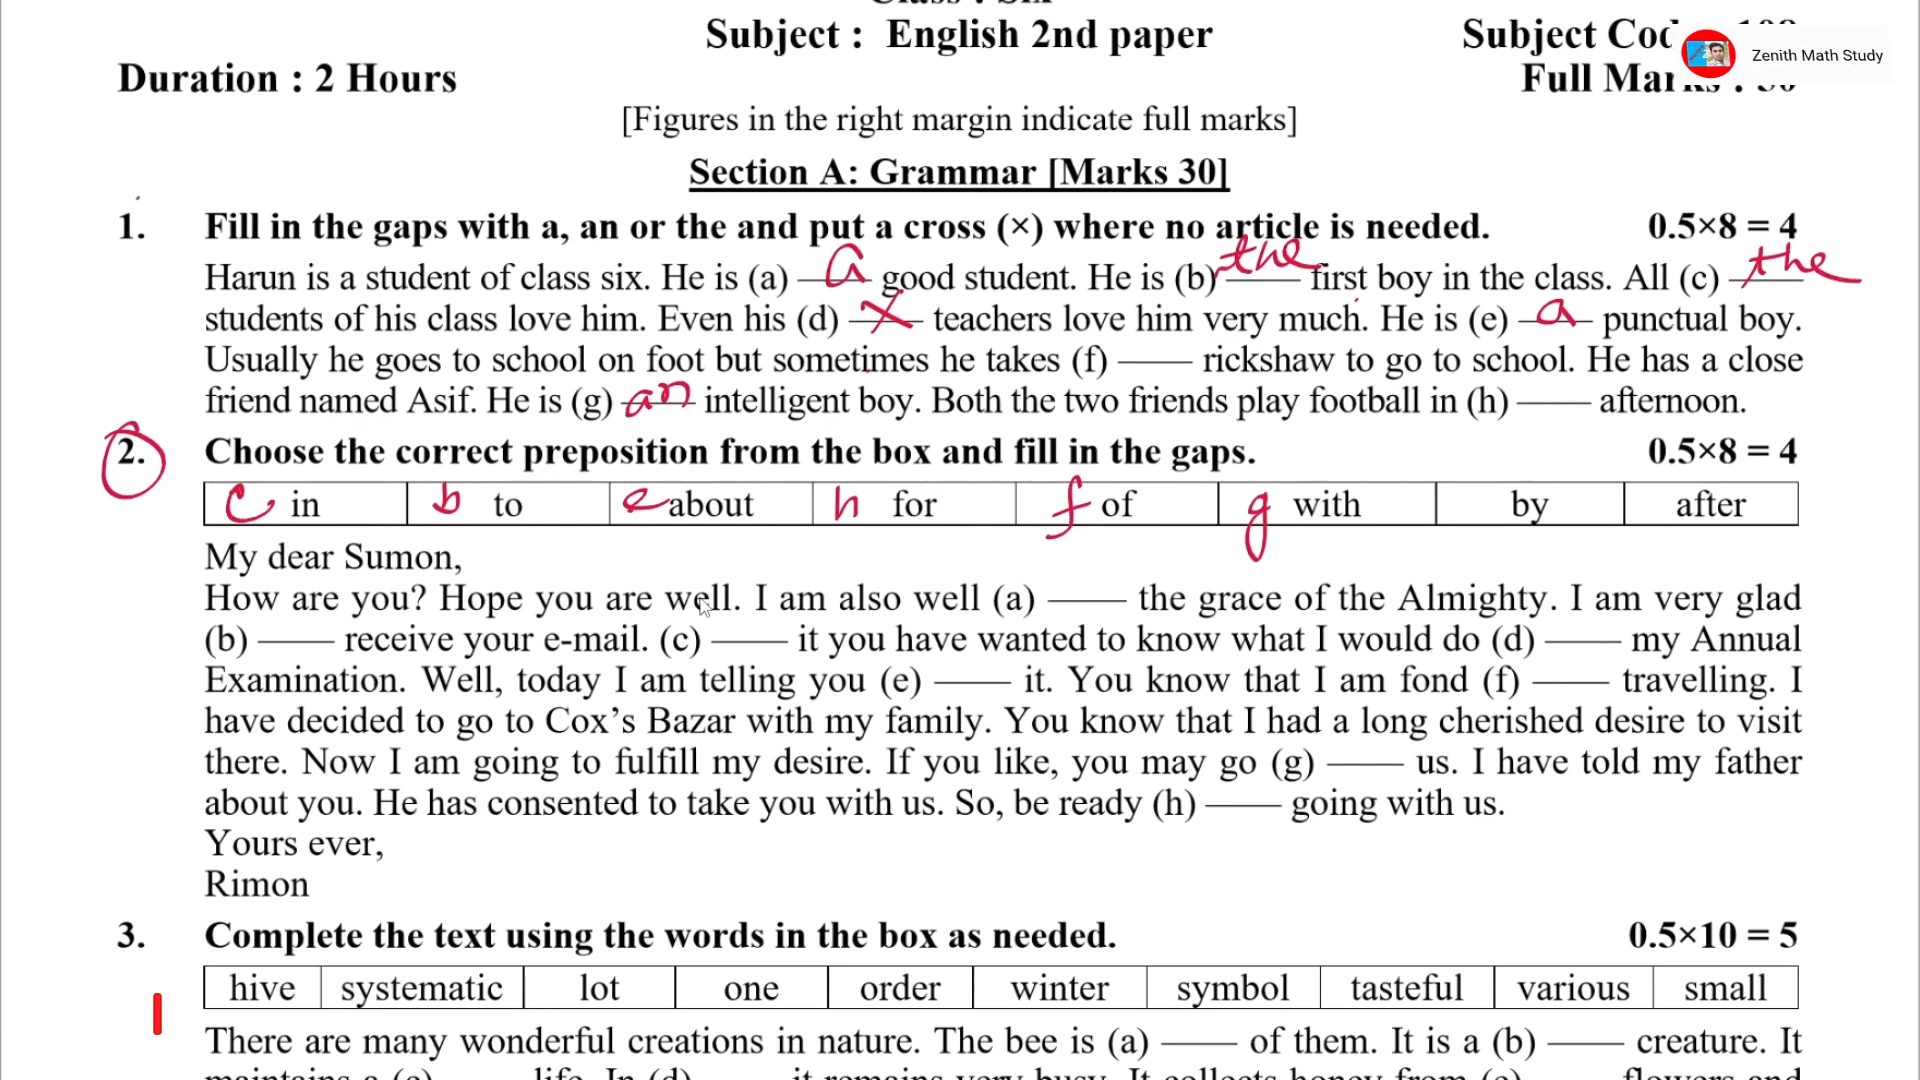 Subject : English 2nd paper
Subject
Zenith Math Study
Duration : 2 Hours
Full
[Figures in the right margin indicate full marks]
Section A: Grammar [Marks 30]
1. Fill in the gaps with a, an or the and put a cross (×) where no article is needed. 0.5×8 = 4
Harun is a student of class six. He is (a) a good student. He is (b) the first boy in the class. All (c) the
students of his class love him. Even his (d) × teachers love him very much. He is (e) a punctual boy.
Usually he goes to school on foot but sometimes he takes (f) —— rickshaw to go to school. He has a close
friend named Asif. He is (g) an intelligent boy. Both the two friends play football in (h) —— afternoon.
2. Choose the correct preposition from the box and fill in the gaps. 0.5×8 = 4
c in b to e about h for f of g with by after
My dear Sumon,
How are you? Hope you are well. I am also well (a) —— the grace of the Almighty. I am very glad
(b) —— receive your e-mail. (c) —— it you have wanted to know what I would do (d) —— my Annual
Examination. Well, today I am telling you (e) —— it. You know that I am fond (f) —— travelling. I
have decided to go to Cox’s Bazar with my family. You know that I had a long cherished desire to visit
there. Now I am going to fulfill my desire. If you like, you may go (g) —— us. I have told my father
about you. He has consented to take you with us. So, be ready (h) —— going with us.
Yours ever,
Rimon
3. Complete the text using the words in the box as needed. 0.5×10 = 5
hive systematic lot one order winter symbol tasteful various small
There are many wonderful creations in nature. The bee is (a) —— of them. It is a (b) —— creature. It